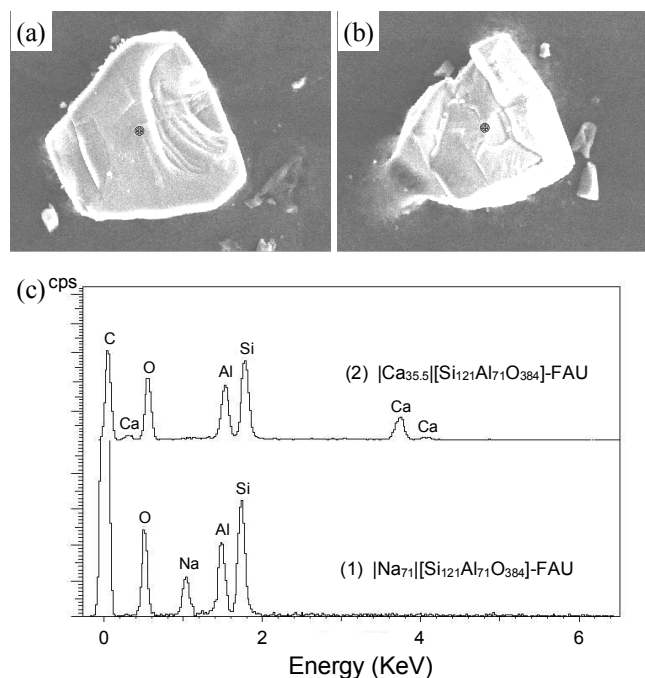 (a)
(b)
(c)
cps
C
O
Al
Si
Ca
Ca
Ca
(2) |Ca35.5|[Si121Al71O384]-FAU
O
Na
Al
Si
(1) |Na71|[Si121Al71O384]-FAU
0 2 4 6
Energy (KeV)